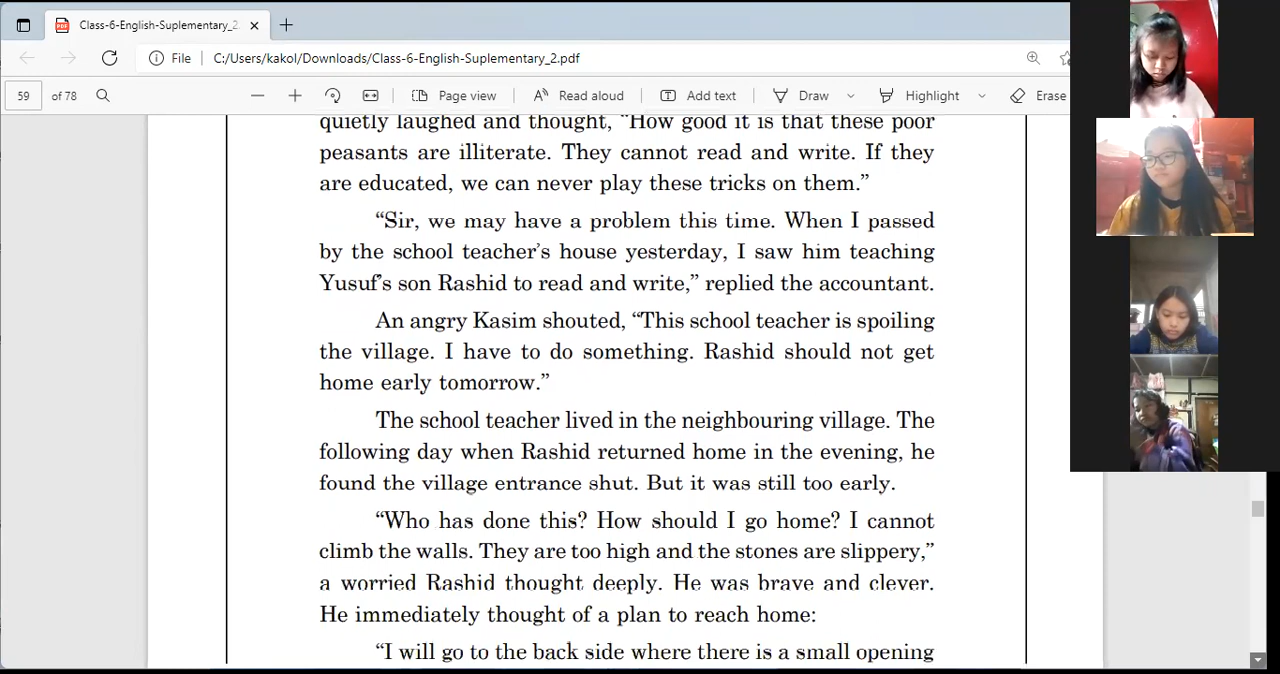 Class-6-English-Suplementary_2.
File C:/Users/kakol/Downloads/Class-6-English-Suplementary_2.pdf
59 of 78 Page view Read aloud Add text Draw Highlight Erase
quietly laughed and thought, “How good it is that these poor
peasants are illiterate. They cannot read and write. If they
are educated, we can never play these tricks on them.”
“Sir, we may have a problem this time. When I passed
by the school teacher’s house yesterday, I saw him teaching
Yusuf’s son Rashid to read and write,” replied the accountant.
An angry Kasim shouted, “This school teacher is spoiling
the village. I have to do something. Rashid should not get
home early tomorrow.”
The school teacher lived in the neighbouring village. The
following day when Rashid returned home in the evening, he
found the village entrance shut. But it was still too early.
“Who has done this? How should I go home? I cannot
climb the walls. They are too high and the stones are slippery,”
a worried Rashid thought deeply. He was brave and clever.
He immediately thought of a plan to reach home:
“I will go to the back side where there is a small opening